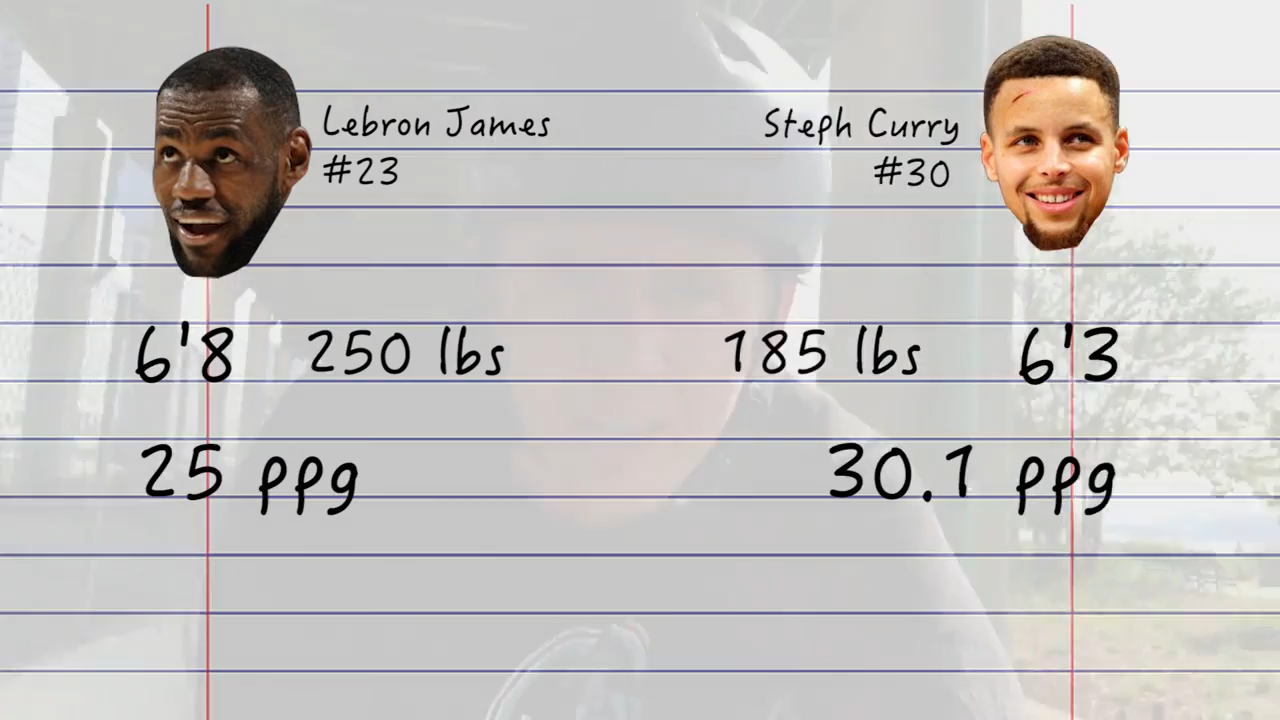 Lebron James
#23
Steph Curry
#30
6'8 250 lbs
185 lbs 6'3
25 ppg
30.1 ppg